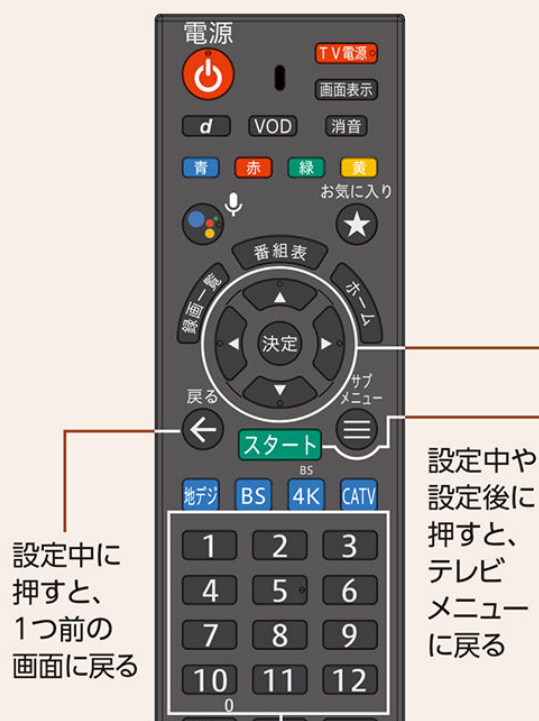 電源
TV電源
画面表示
d VOD 消音
青 赤 緑 黄
お気に入り
番組表
録画一覧
ホーム
決定
戻る
サブ
メニュー
スタート
BS
地デジ BS 4K CATV
1 2 3
4 5 6
7 8 9
10 11 12
0
設定中に
押すと、
1つ前の
画面に戻る
設定中や
設定後に
押すと、
テレビ
メニュー
に戻る